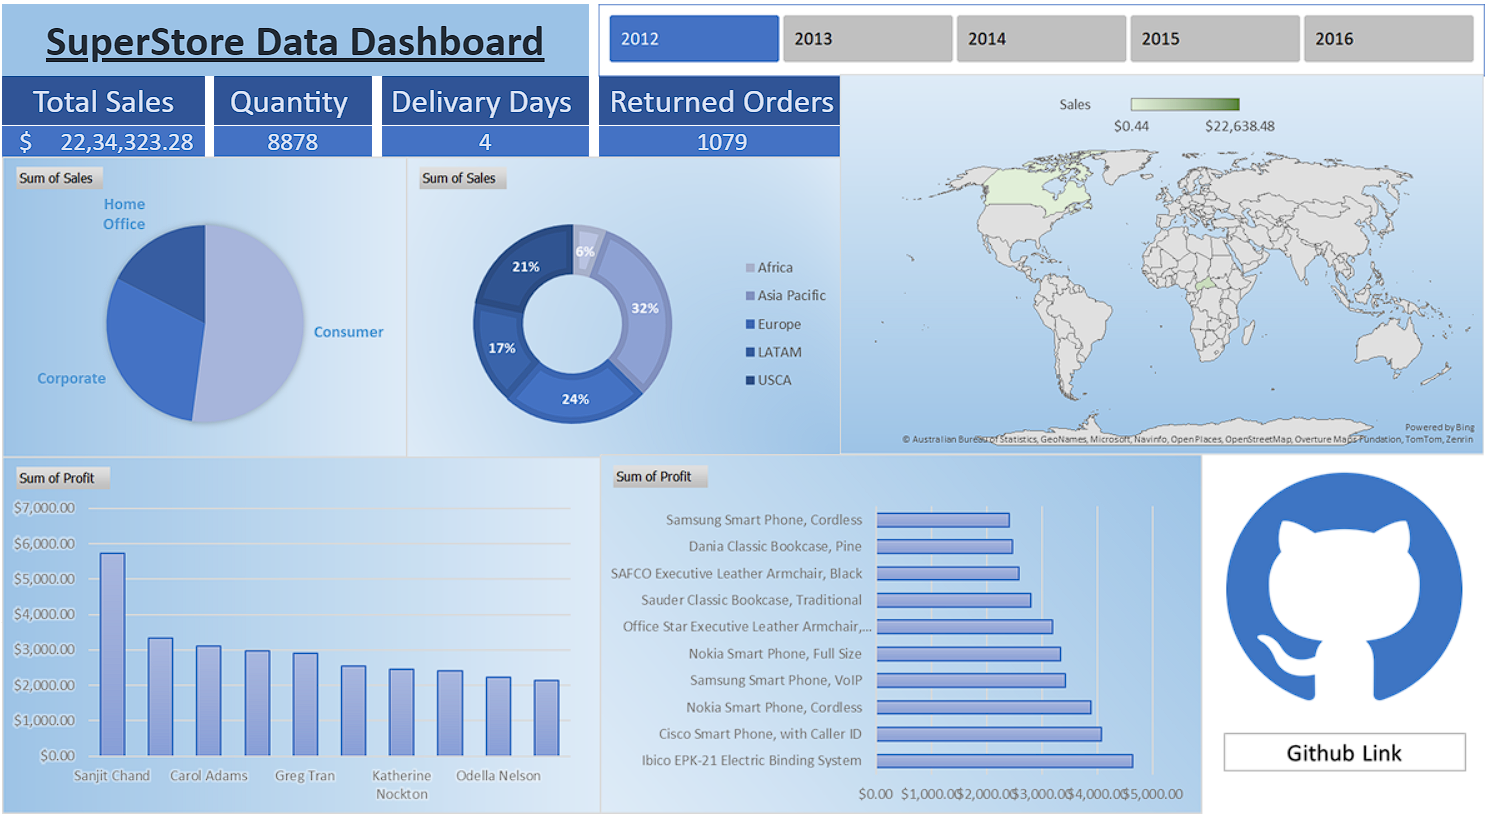 SuperStore Data Dashboard
2012
2013
2014
2015
2016
Total Sales
Quantity
Delivary Days
Returned Orders
$ 22,34,323.28
8878
4
1079
Sales
$0.44
$22,638.48
Sum of Sales
Home
Office
Consumer
Corporate
Sum of Sales
6%
32%
24%
17%
21%
Africa
Asia Pacific
Europe
LATAM
USCA
Powered by Bing
© Australian Bureau of Statistics, GeoNames, Microsoft, Navinfo, Open Places, OpenStreetMap, Overture Maps Fundation, TomTom, Zenrin
Sum of Profit
$7,000.00
$6,000.00
$5,000.00
$4,000.00
$3,000.00
$2,000.00
$1,000.00
$0.00
Sanjit Chand
Carol Adams
Greg Tran
Katherine
Nockton
Odella Nelson
Sum of Profit
Samsung Smart Phone, Cordless
Dania Classic Bookcase, Pine
SAFCO Executive Leather Armchair, Black
Sauder Classic Bookcase, Traditional
Office Star Executive Leather Armchair,...
Nokia Smart Phone, Full Size
Samsung Smart Phone, VoIP
Nokia Smart Phone, Cordless
Cisco Smart Phone, with Caller ID
Ibico EPK-21 Electric Binding System
$0.00 $1,000.00 $2,000.00 $3,000.00 $4,000.00 $5,000.00
Github Link